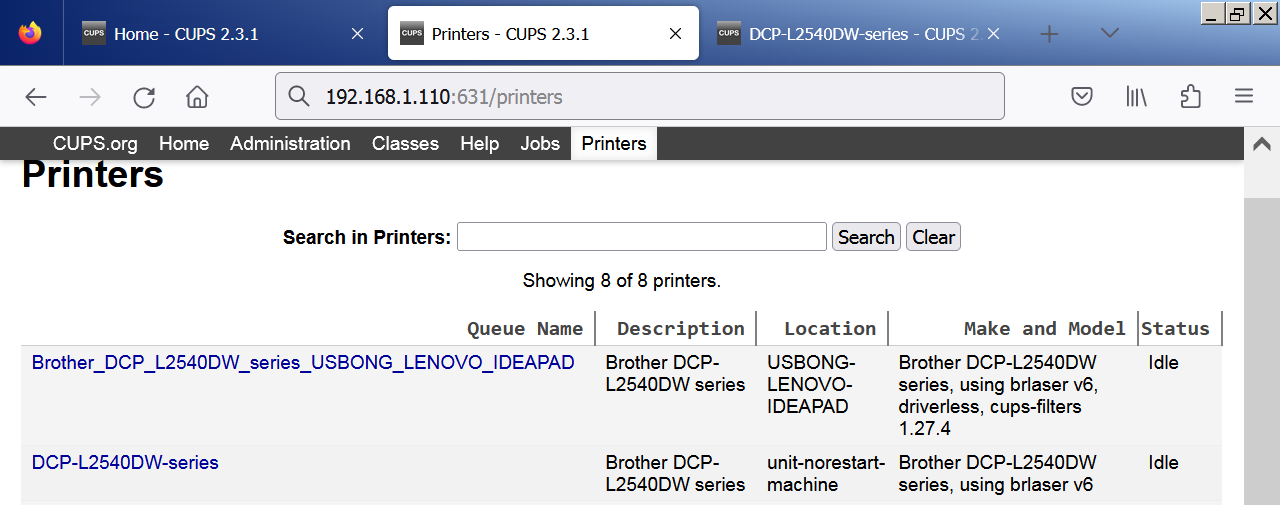 CUPS Home - CUPS 2.3.1
CUPS Printers - CUPS 2.3.1
CUPS DCP-L2540DW-series - CUPS 2.
192.168.1.110:631/printers
CUPS.org Home Administration Classes Help Jobs Printers
Printers
Search in Printers: Search Clear
Showing 8 of 8 printers.
Queue Name Description Location Make and Model Status
Brother_DCP_L2540DW_series_USBONG_LENOVO_IDEAPAD Brother DCP- USBONG- Brother DCP-L2540DW Idle
L2540DW series LENOVO- series, using brlaser v6,
IDEAPAD driverless, cups-filters
1.27.4
DCP-L2540DW-series Brother DCP- unit-norestart- Brother DCP-L2540DW Idle
L2540DW series machine series, using brlaser v6